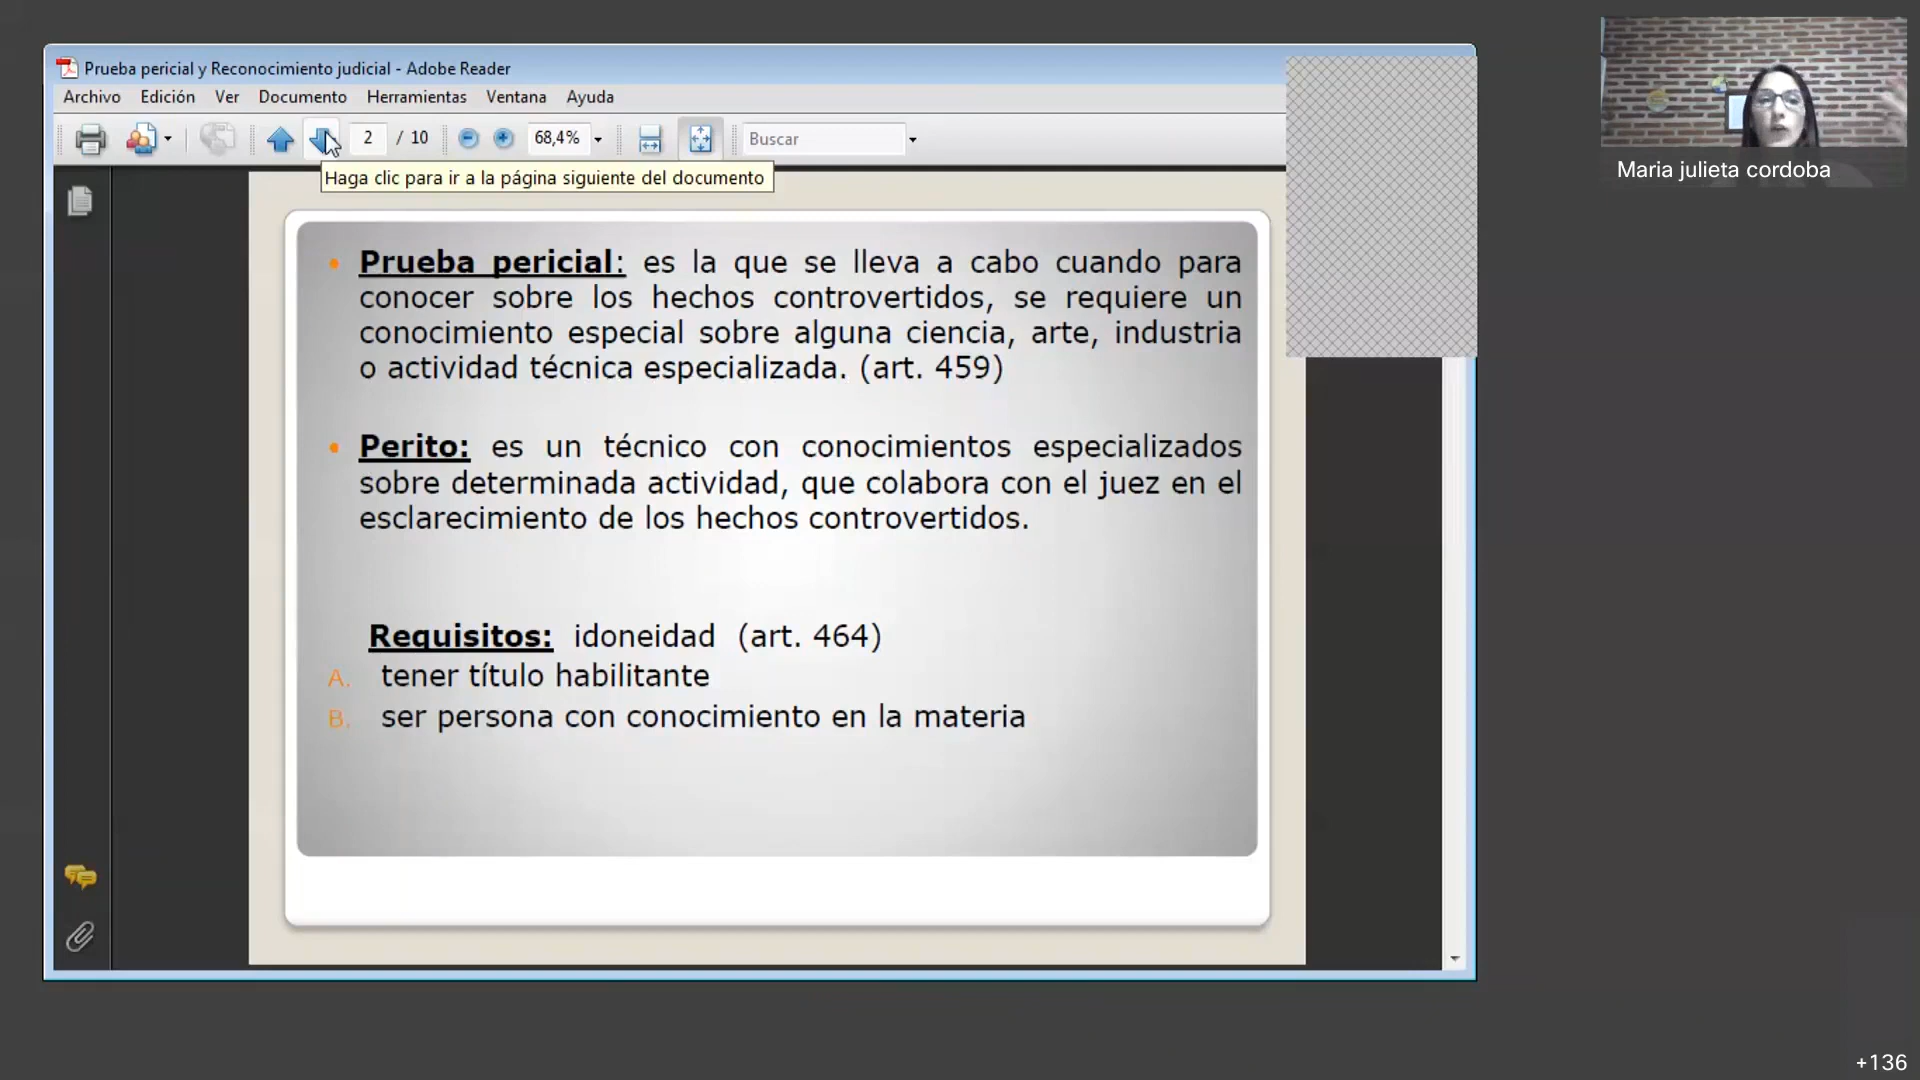 Prueba pericial y Reconocimiento judicial - Adobe Reader
Archivo Edición Ver Documento Herramientas Ventana Ayuda
2 / 10 68,4% Buscar
Haga clic para ir a la página siguiente del documento
Maria julieta cordoba
• Prueba pericial: es la que se lleva a cabo cuando para
conocer sobre los hechos controvertidos, se requiere un
conocimiento especial sobre alguna ciencia, arte, industria
o actividad técnica especializada. (art. 459)
• Perito: es un técnico con conocimientos especializados
sobre determinada actividad, que colabora con el juez en el
esclarecimiento de los hechos controvertidos.
Requisitos: idoneidad (art. 464)
A. tener título habilitante
B. ser persona con conocimiento en la materia
+136